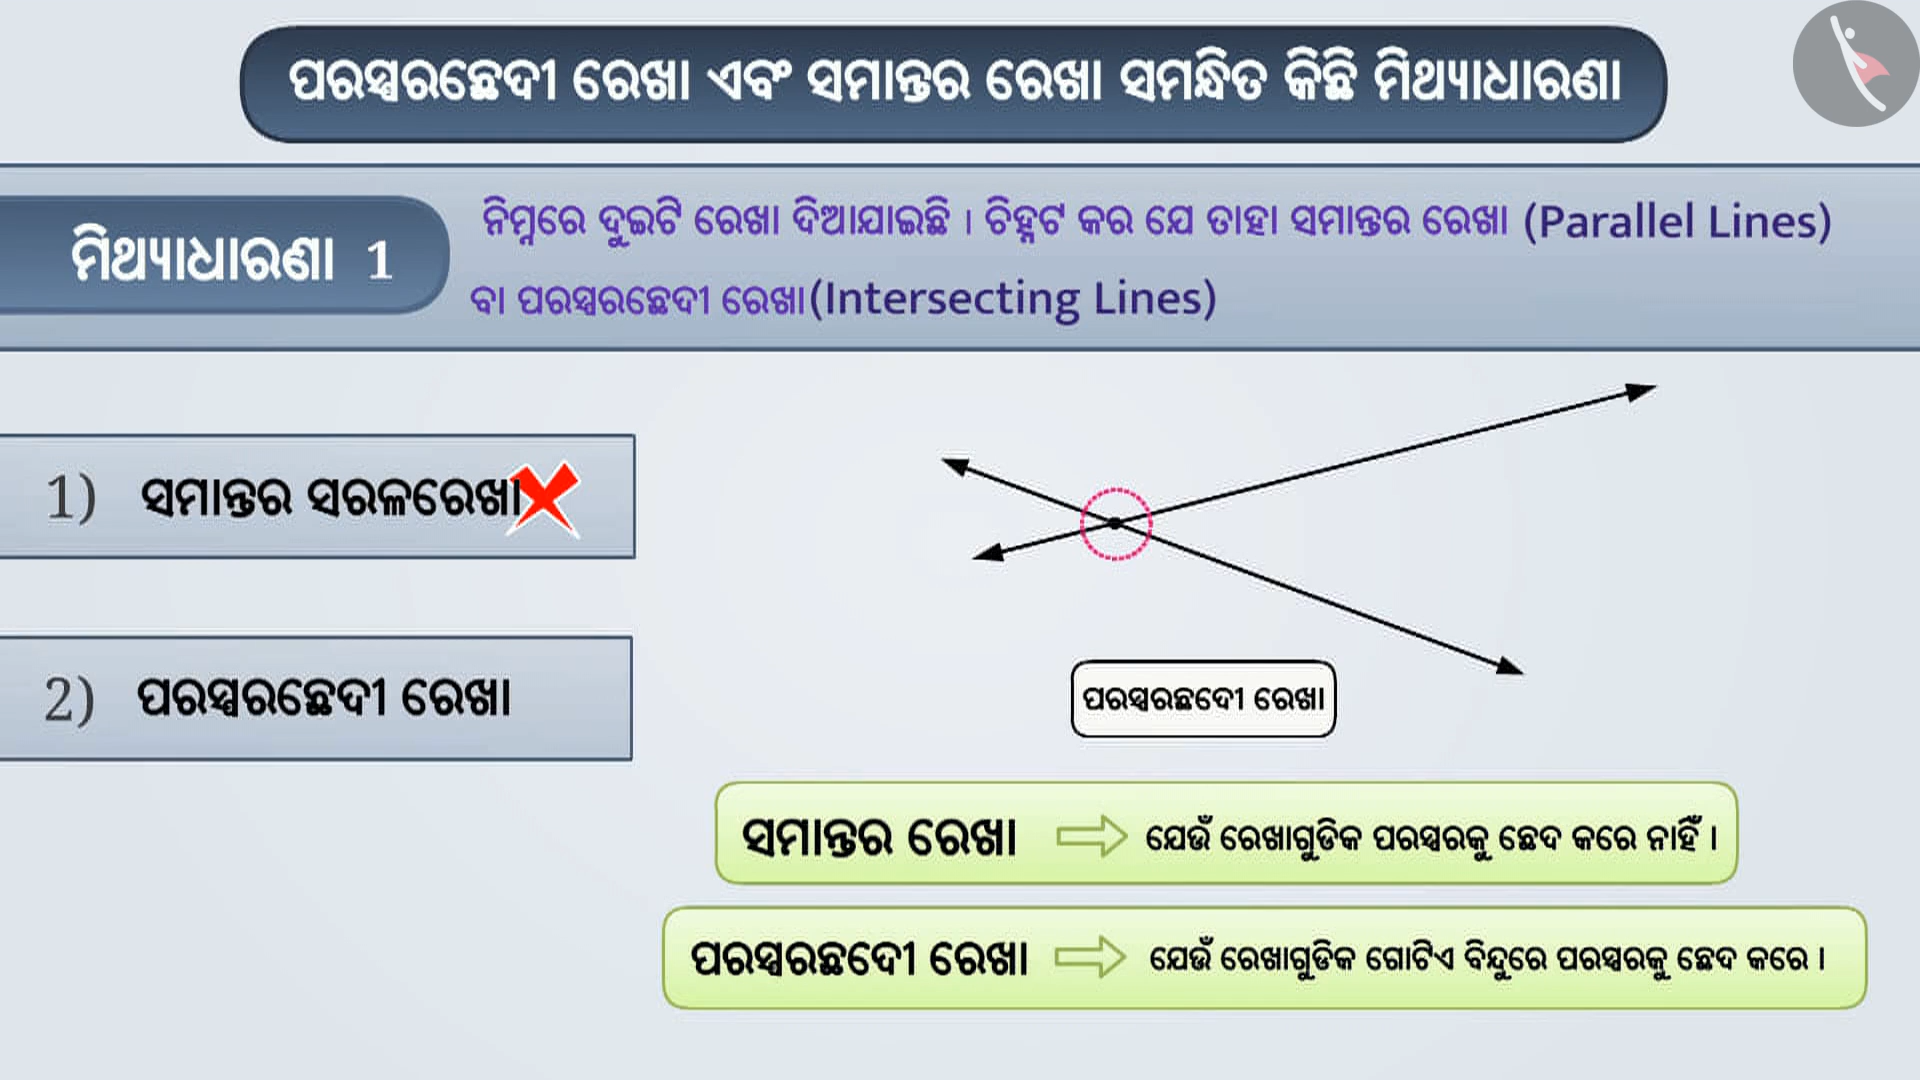 ପରସ୍ପରଛେଦୀ ରେଖା ଏବଂ ସମାନ୍ତର ରେଖା ସମନ୍ଧିତ କିଛି ମିଥ୍ୟାଧାରଣା
ମିଥ୍ୟାଧାରଣା 1
ନିମ୍ନରେ ଦୁଇଟି ରେଖା ଦିଆଯାଇଛି । ଚିହ୍ନଟ କର ଯେ ତାହା ସମାନ୍ତର ରେଖା (Parallel Lines)
ବା ପରସ୍ପରଛେଦୀ ରେଖା(Intersecting Lines)
1) ସମାନ୍ତର ସରଳରେଖା
2) ପରସ୍ପରଛେଦୀ ରେଖା
ପରସ୍ପରଛଦେୀ ରେଖା
ସମାନ୍ତର ରେଖା ଯେଉଁ ରେଖାଗୁଡିକ ପରସ୍ପରକୁ ଛେଦ କରେ ନାହିଁ ।
ପରସ୍ପରଛଦେୀ ରେଖା ଯେଉଁ ରେଖାଗୁଡିକ ଗୋଟିଏ ବିନ୍ଦୁରେ ପରସ୍ପରକୁ ଛେଦ କରେ ।